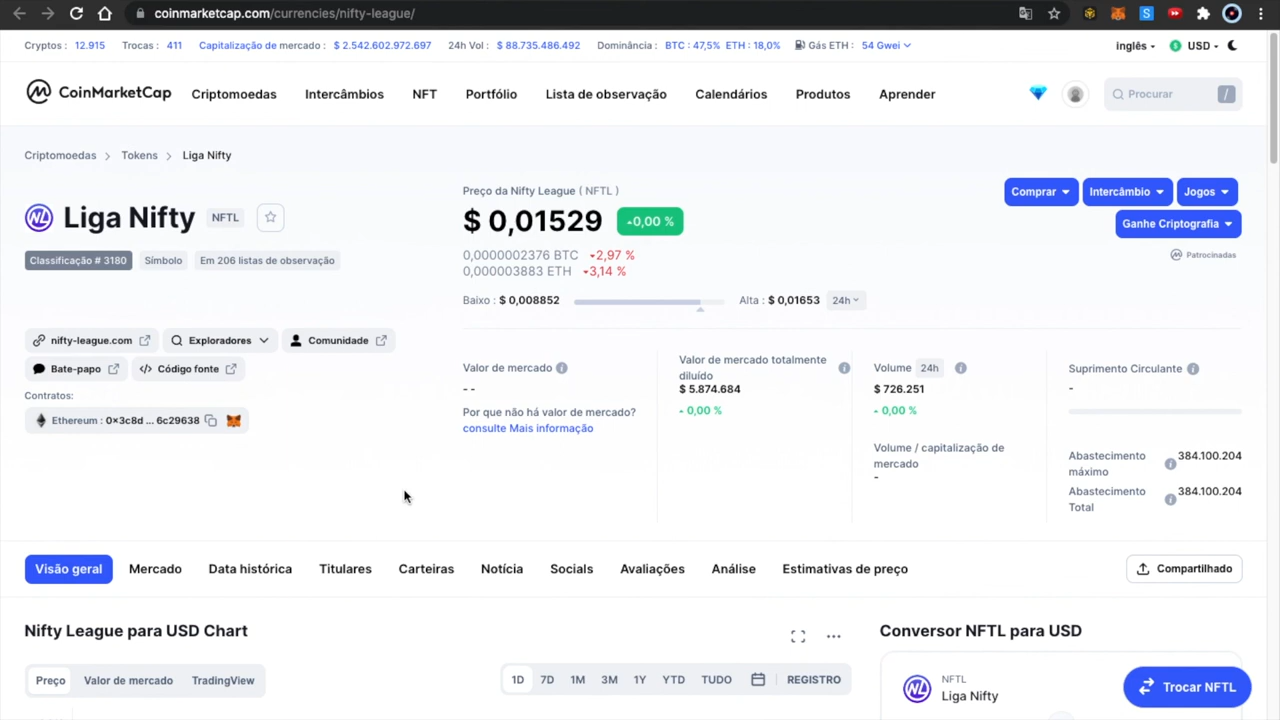 coinmarketcap.com/currencies/nifty-league/
Cryptos : 12.915 Trocas : 411 Capitalização de mercado : $ 2.542.602.972.697 24h Vol : $ 88.735.486.492 Dominância : BTC : 47,5% ETH : 18,0% Gás ETH : 54 Gwei inglês USD
CoinMarketCap Criptomoedas Intercâmbios NFT Portfólio Lista de observação Calendários Produtos Aprender Procurar /
Criptomoedas > Tokens > Liga Nifty
Preço da Nifty League ( NFTL )
Comprar Intercâmbio Jogos
Liga Nifty NFTL
$ 0,01529 0,00 %
Ganhe Criptografia
Patrocinadas
Classificação # 3180 Símbolo Em 206 listas de observação
0,0000002376 BTC 2,97 %
0,000003883 ETH 3,14 %
Baixo : $ 0,008852 Alta : $ 0,01653 24h
nifty-league.com Exploradores Comunidade
Bate-papo Código fonte
Contratos:
Ethereum : 0x3c8d ... 6c29638
Valor de mercado
- -
Por que não há valor de mercado?
consulte Mais informação
Valor de mercado totalmente
diluído
$ 5.874.684
0,00 %
Volume 24h
$ 726.251
0,00 %
Volume / capitalização de
mercado
-
Suprimento Circulante
-
Abastecimento
máximo
384.100.204
Abastecimento
Total
384.100.204
Visão geral Mercado Data histórica Titulares Carteiras Notícia Socials Avaliações Análise Estimativas de preço Compartilhado
Nifty League para USD Chart
Preço Valor de mercado TradingView 1D 7D 1M 3M 1Y YTD TUDO REGISTRO
Conversor NFTL para USD
NL NFTL
Liga Nifty
Trocar NFTL